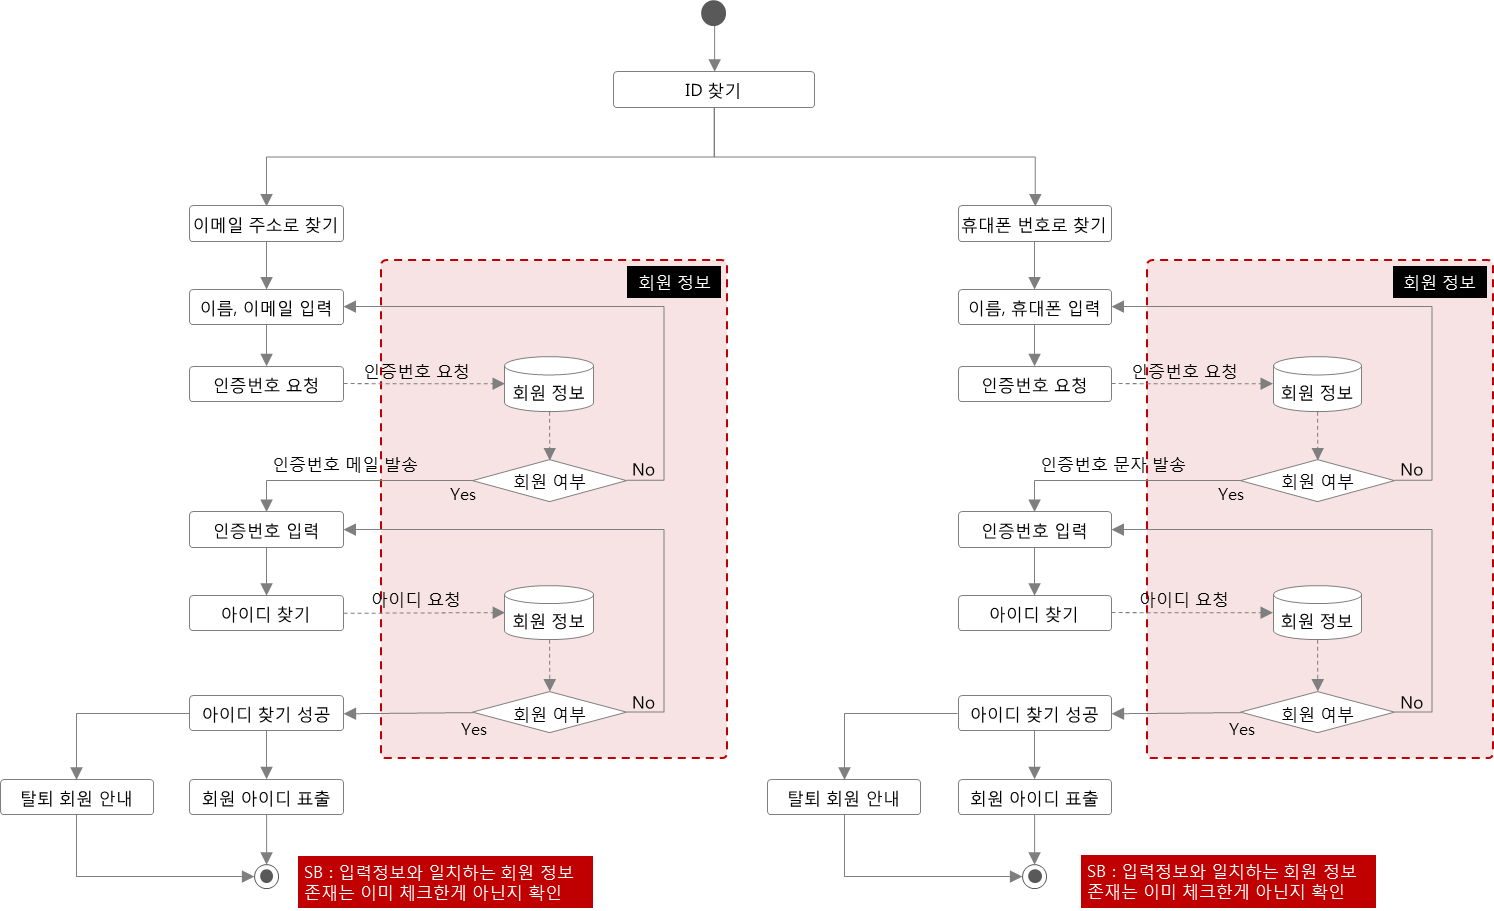 ID 찾기
이메일 주소로 찾기
회원 정보
이름, 이메일 입력
인증번호 요청
인증번호 요청
회원 정보
인증번호 메일 발송
회원 여부
No
Yes
인증번호 입력
아이디 찾기
아이디 요청
회원 정보
아이디 찾기 성공
회원 여부
No
Yes
탈퇴 회원 안내
회원 아이디 표출
SB : 입력정보와 일치하는 회원 정보
존재는 이미 체크한게 아닌지 확인
휴대폰 번호로 찾기
회원 정보
이름, 휴대폰 입력
인증번호 요청
인증번호 요청
회원 정보
인증번호 문자 발송
회원 여부
No
Yes
인증번호 입력
아이디 찾기
아이디 요청
회원 정보
아이디 찾기 성공
회원 여부
No
Yes
탈퇴 회원 안내
회원 아이디 표출
SB : 입력정보와 일치하는 회원 정보
존재는 이미 체크한게 아닌지 확인